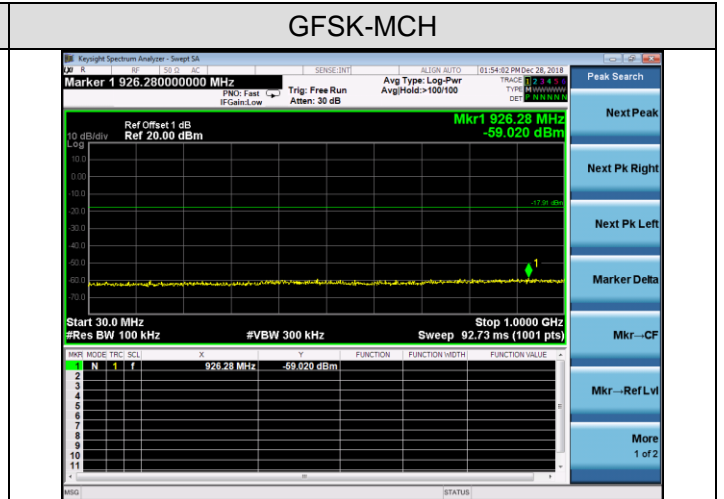 GFSK-MCH
Keysight Spectrum Analyzer - Swept SA
R RF 50 Ω AC SENSE:INT ALIGN AUTO 01:54:02 PM Dec 28, 2018
Marker 1 926.280000000 MHz
PNO: Fast
IFGain:Low
Trig: Free Run
Atten: 30 dB
Avg Type: Log-Pwr
Avg|Hold:>100/100
TRACE 1 2 3 4 5 6
TYPE M WWWWW
DET P N N N N N
Peak Search
Next Peak
Next Pk Right
Next Pk Left
Marker Delta
Mkr→CF
Mkr→Ref Lvl
More
1 of 2
Mkr1 926.28 MHz
-59.020 dBm
Ref Offset 1 dB
10 dB/div Ref 20.00 dBm
Log
10.0
0.00
-10.0
-17.91 dBm
-20.0
-30.0
-40.0
-50.0
-60.0
-70.0
1
Start 30.0 MHz Stop 1.0000 GHz
#Res BW 100 kHz #VBW 300 kHz Sweep 92.73 ms (1001 pts)
MKR MODE TRC SCL X Y FUNCTION FUNCTION WIDTH FUNCTION VALUE
1 N 1 f 926.28 MHz -59.020 dBm
2
3
4
5
6
7
8
9
10
11
MSG STATUS